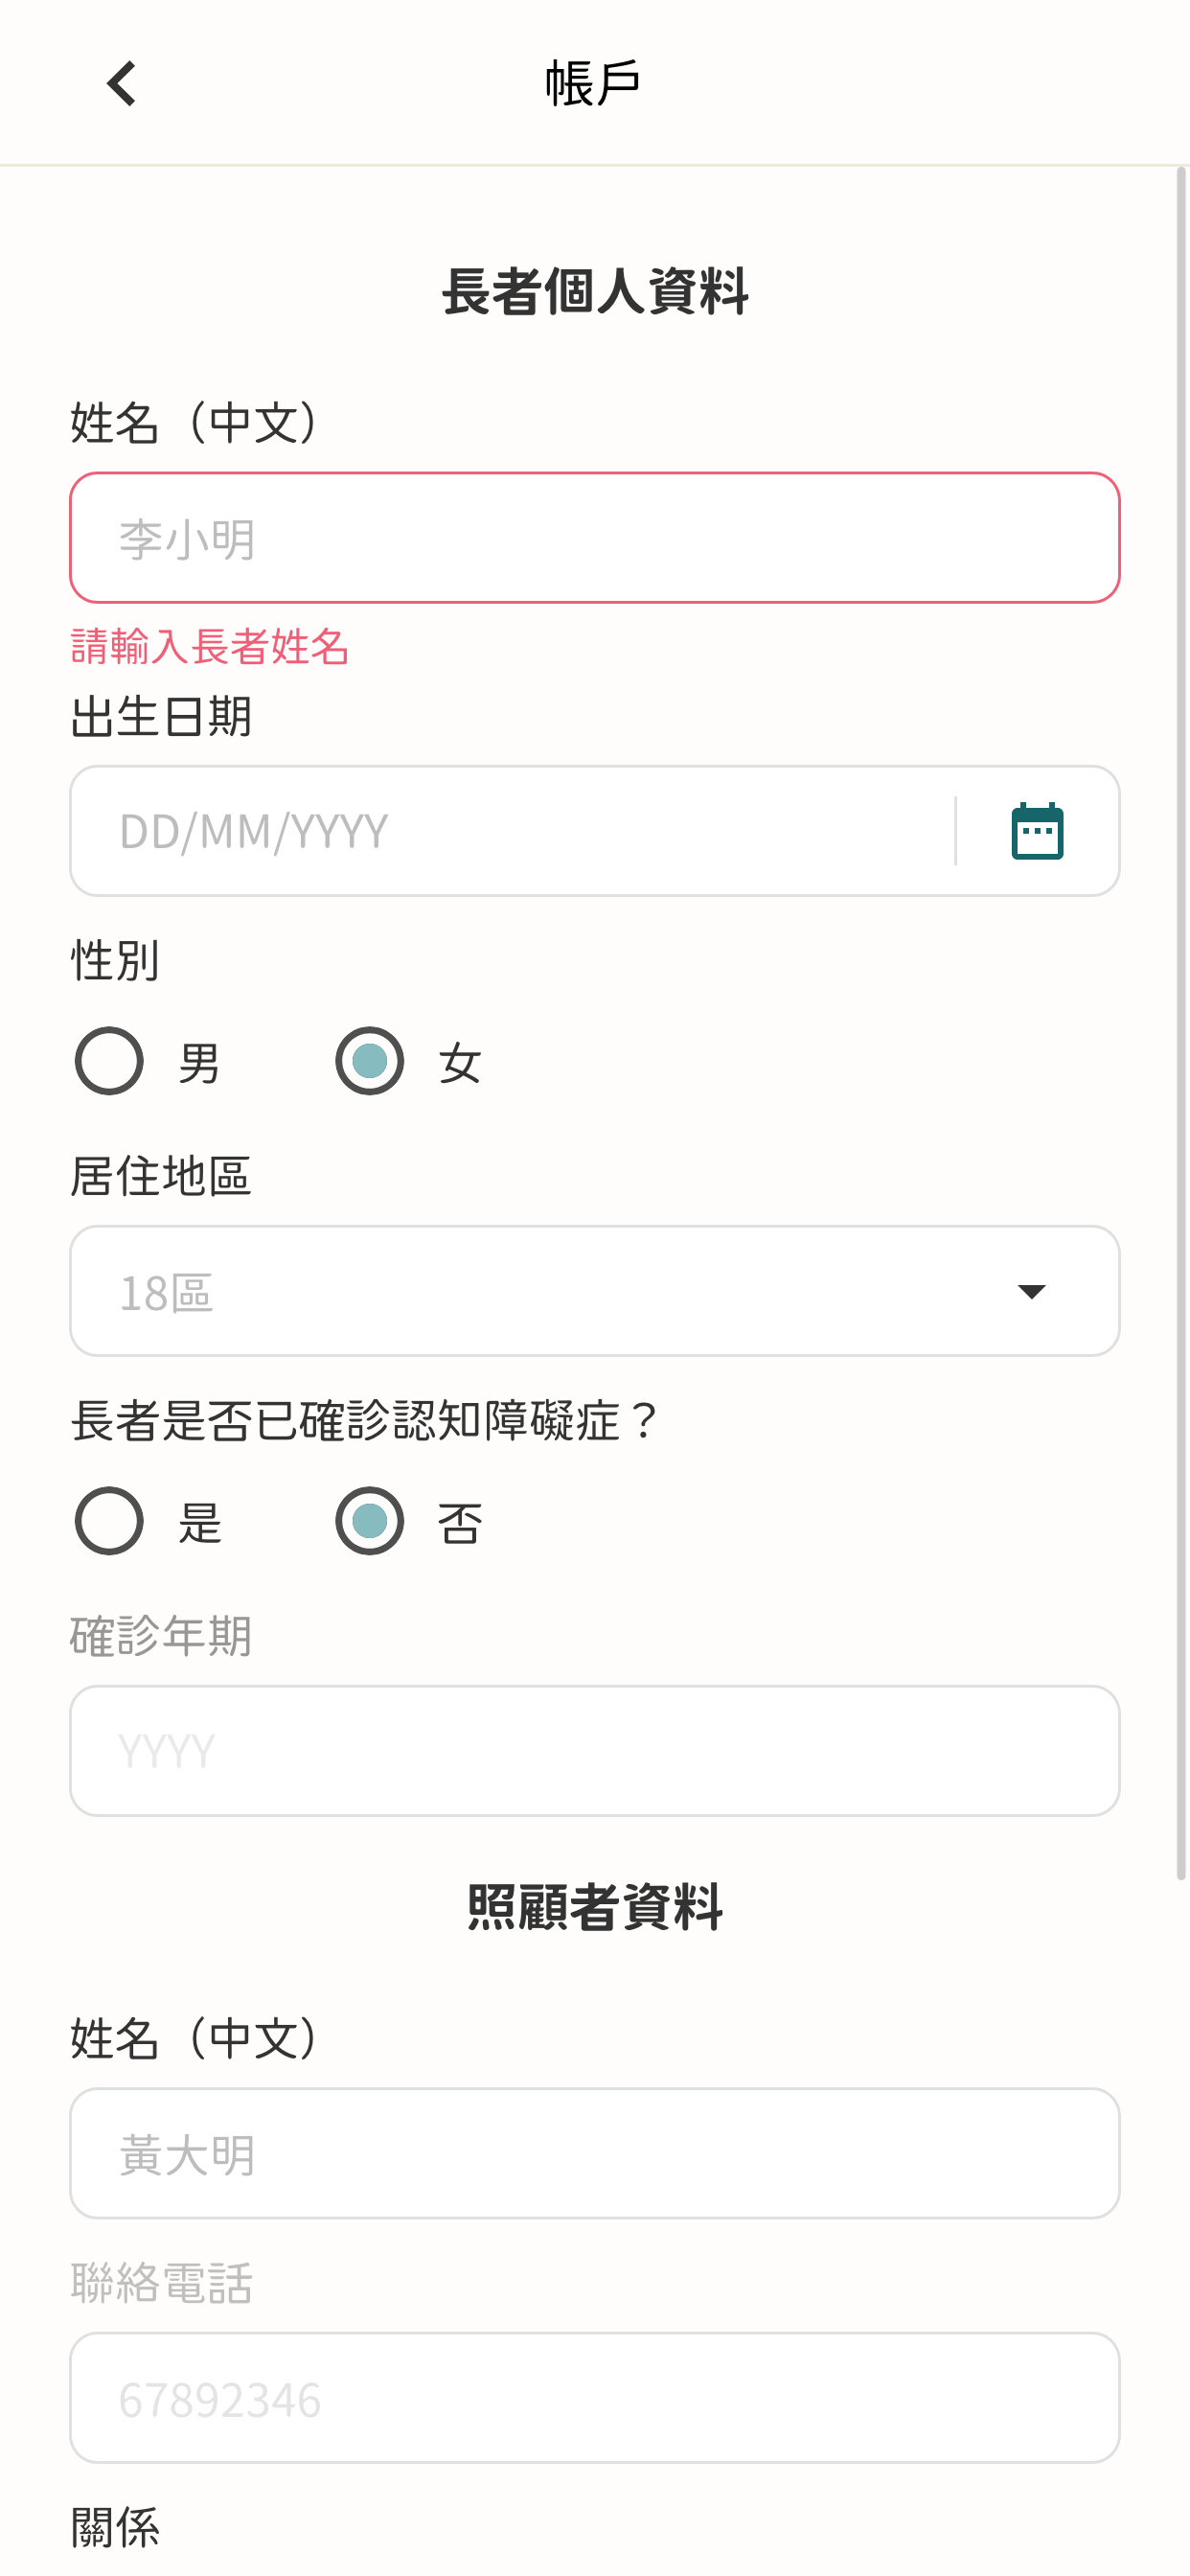 帳戶
長者個人資料
姓名（中文）
李小明
請輸入長者姓名
出生日期
DD/MM/YYYY
性別
男 女
居住地區
18區
長者是否已確診認知障礙症？
是 否
確診年期
YYYY
照顧者資料
姓名（中文）
黃大明
聯絡電話
67892346
關係